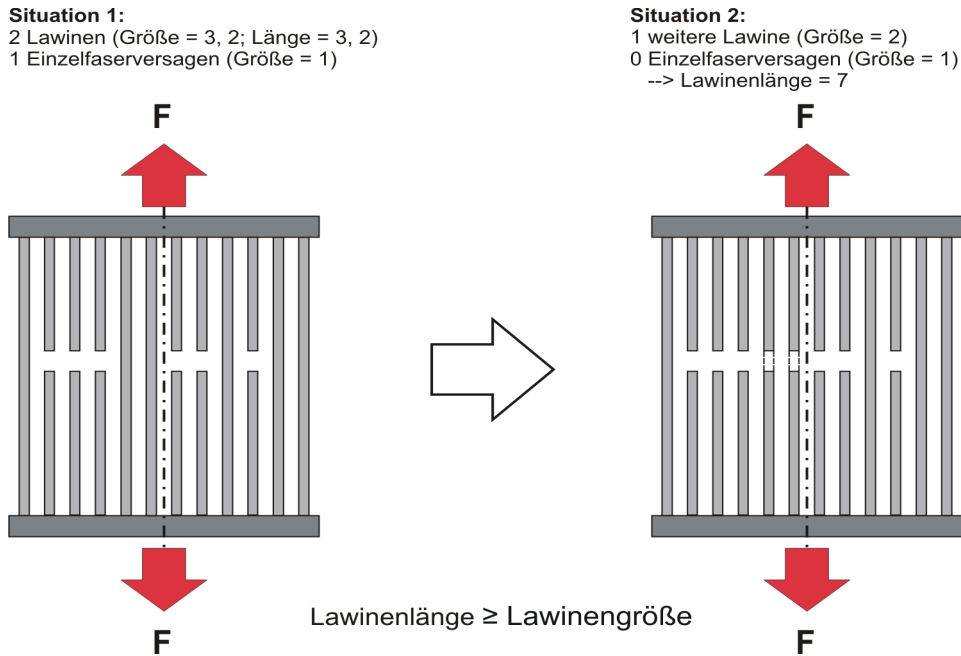 Situation 1:
2 Lawinen (Größe = 3, 2; Länge = 3, 2)
1 Einzelfaserversagen (Größe = 1)
Situation 2:
1 weitere Lawine (Größe = 2)
0 Einzelfaserversagen (Größe = 1)
--> Lawinenlänge = 7
F
F
F
F
Lawinenlänge ≥ Lawinengröße